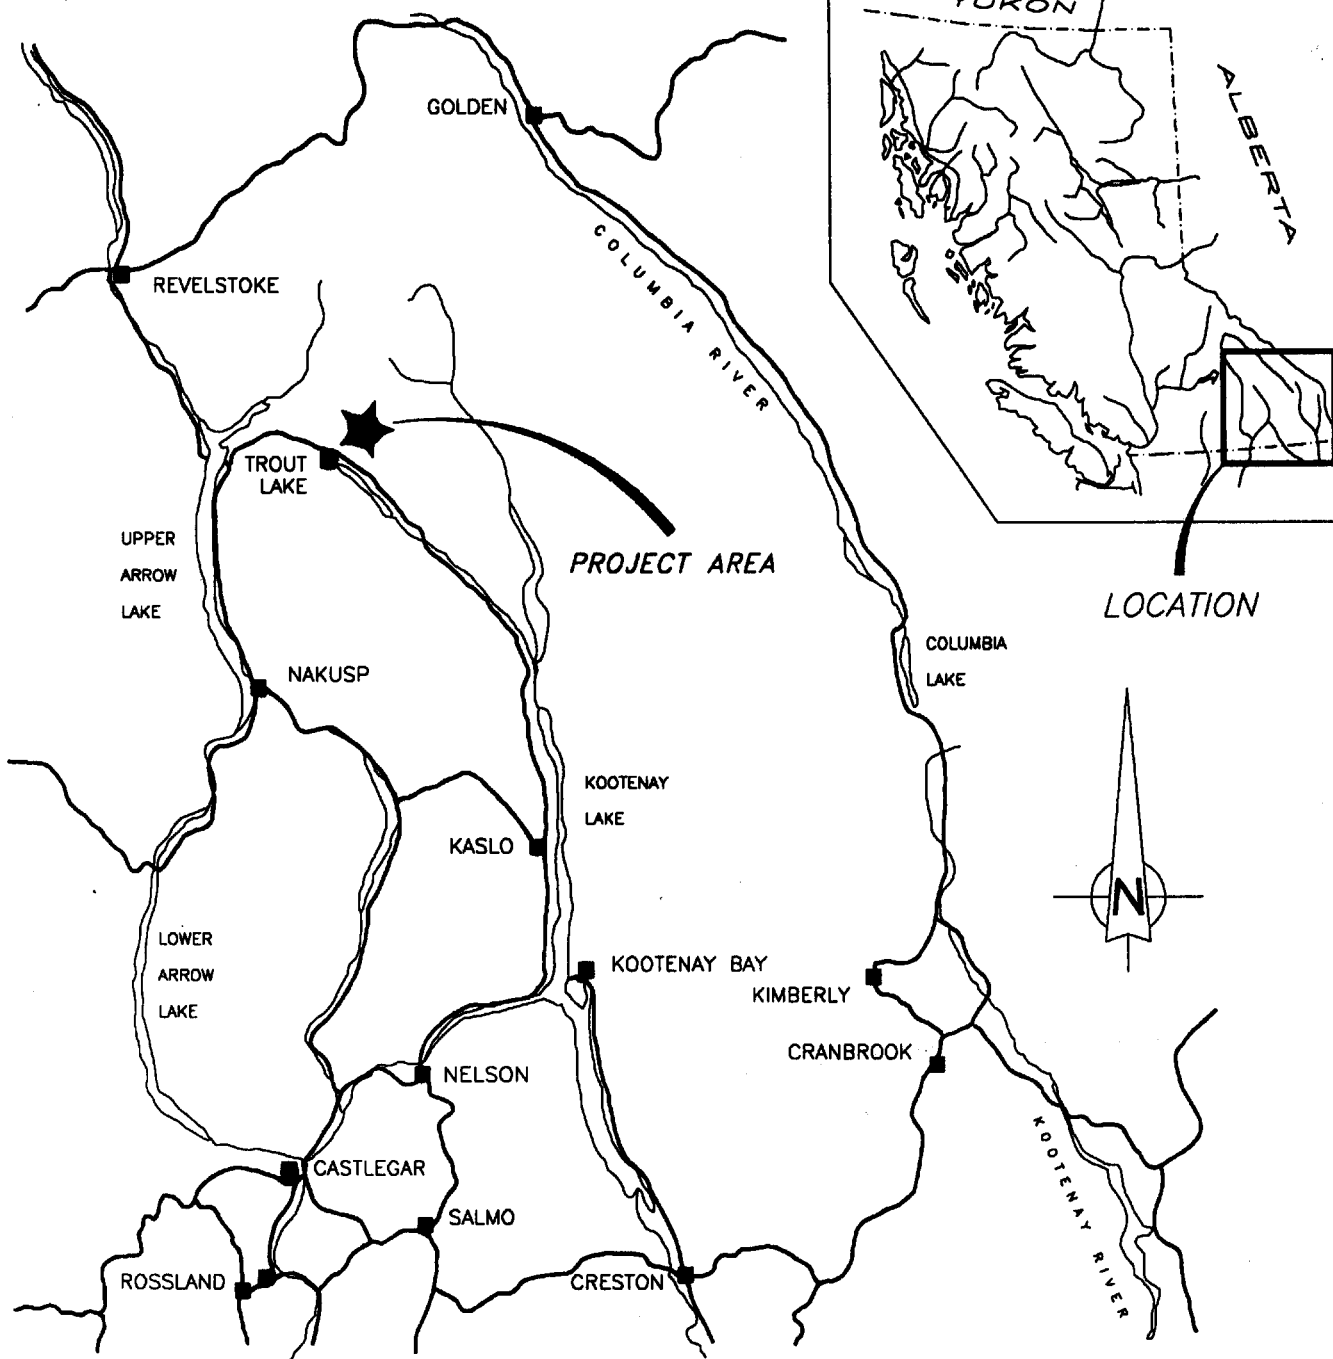 YUKON
ALBERTA
GOLDEN
COLUMBIA RIVER
REVELSTOKE
TROUT
LAKE
UPPER
ARROW
LAKE
PROJECT AREA
LOCATION
COLUMBIA
LAKE
NAKUSP
KOOTENAY
LAKE
KASLO
N
LOWER
ARROW
LAKE
KOOTENAY BAY
KIMBERLY
CRANBROOK
NELSON
KOOTENAY RIVER
CASTLEGAR
SALMO
ROSSLAND
CRESTON